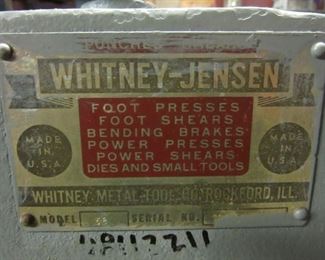 PUNCHES
WHITNEY-JENSEN
FOOT PRESSES
FOOT SHEARS
BENDING BRAKES
POWER PRESSES
POWER SHEARS
DIES AND SMALL TOOLS
MADE IN U.S.A
MADE IN U.S.A
WHITNEY METAL TOOL CO. ROCKFORD, ILL.
MODEL SERIAL NO.